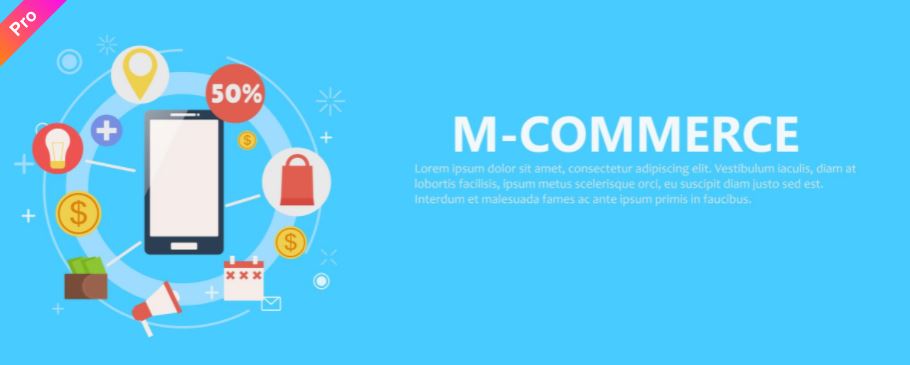 Pro
50%
$
$
$
M-COMMERCE
Lorem ipsum dolor sit amet, consectetur adipiscing elit. Vestibulum iaculis, diam at
lobortis facilisis, ipsum metus scelerisque orci, eu suscipit diam justo sed est.
Interdum et malesuada fames ac ante ipsum primis in faucibus.